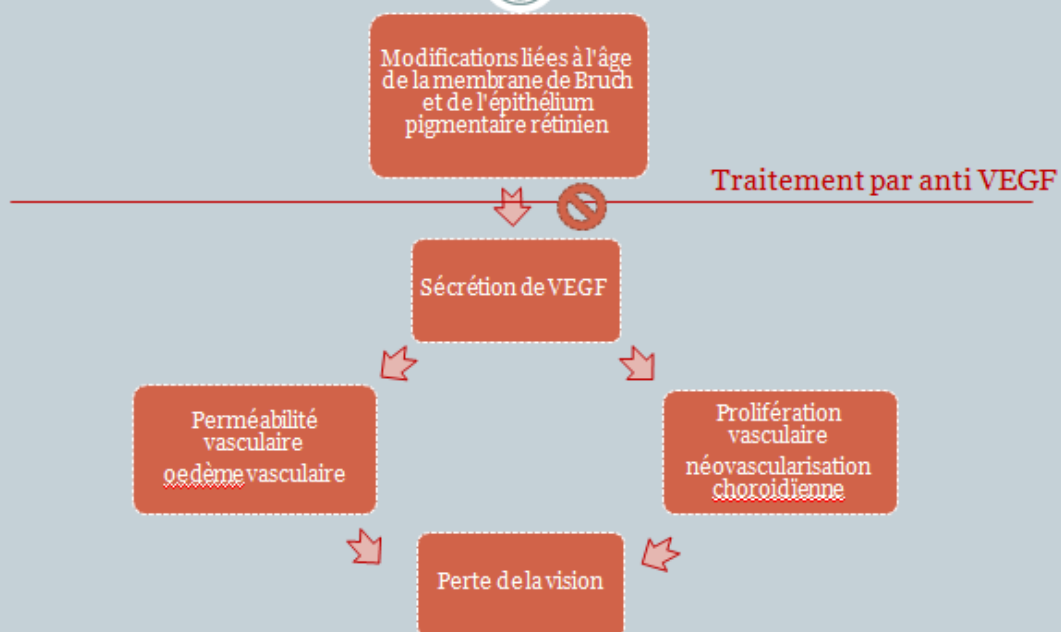 Modifications liées à l'âge
de la membrane de Bruch
et de l'épithélium
pigmentaire rétinien
Traitement par anti VEGF
Sécrétion de VEGF
Perméabilité
vasculaire
oedème vasculaire
Prolifération
vasculaire
néovascularisation
choroidïenne
Perte de la vision